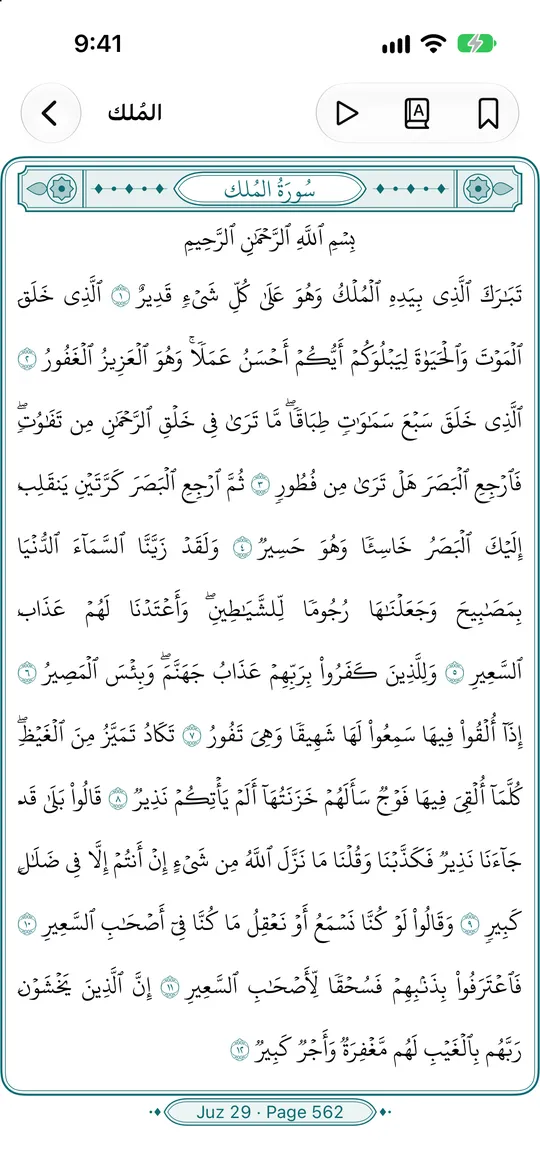 9:41
المُلك
سُورَةُ المُلك
بِسْمِ ٱللَّهِ ٱلرَّحْمَٰنِ ٱلرَّحِيمِ
تَبَٰرَكَ ٱلَّذِى بِيَدِهِ ٱلْمُلْكُ وَهُوَ عَلَىٰ كُلِّ شَىْءٍ قَدِيرٌ ١ ٱلَّذِى خَلَقَ
ٱلْمَوْتَ وَٱلْحَيَوٰةَ لِيَبْلُوَكُمْ أَيُّكُمْ أَحْسَنُ عَمَلًا ۚ وَهُوَ ٱلْعَزِيزُ ٱلْغَفُورُ ٢
ٱلَّذِى خَلَقَ سَبْعَ سَمَٰوَٰتٍ طِبَاقًا ۖ مَّا تَرَىٰ فِى خَلْقِ ٱلرَّحْمَٰنِ مِن تَفَٰوُتٍ ۖ
فَٱرْجِعِ ٱلْبَصَرَ هَلْ تَرَىٰ مِن فُطُورٍ ٣ ثُمَّ ٱرْجِعِ ٱلْبَصَرَ كَرَّتَيْنِ يَنقَلِبْ
إِلَيْكَ ٱلْبَصَرُ خَاسِئًا وَهُوَ حَسِيرٌ ٤ وَلَقَدْ زَيَّنَّا ٱلسَّمَآءَ ٱلدُّنْيَا
بِمَصَٰبِيحَ وَجَعَلْنَٰهَا رُجُومًا لِّلشَّيَٰطِينِ ۖ وَأَعْتَدْنَا لَهُمْ عَذَابَ
ٱلسَّعِيرِ ٥ وَلِلَّذِينَ كَفَرُوا۟ بِرَبِّهِمْ عَذَابُ جَهَنَّمَ ۖ وَبِئْسَ ٱلْمَصِيرُ ٦
إِذَآ أُلْقُوا۟ فِيهَا سَمِعُوا۟ لَهَا شَهِيقًا وَهِىَ تَفُورُ ٧ تَكَادُ تَمَيَّزُ مِنَ ٱلْغَيْظِ ۖ
كُلَّمَآ أُلْقِىَ فِيهَا فَوْجٌ سَأَلَهُمْ خَزَنَتُهَآ أَلَمْ يَأْتِكُمْ نَذِيرٌ ٨ قَالُوا۟ بَلَىٰ قَدْ
جَآءَنَا نَذِيرٌ فَكَذَّبْنَا وَقُلْنَا مَا نَزَّلَ ٱللَّهُ مِن شَىْءٍ إِنْ أَنتُمْ إِلَّا فِى ضَلَٰلٍ
كَبِيرٍ ٩ وَقَالُوا۟ لَوْ كُنَّا نَسْمَعُ أَوْ نَعْقِلُ مَا كُنَّا فِىٓ أَصْحَٰبِ ٱلسَّعِيرِ ١٠
فَٱعْتَرَفُوا۟ بِذَنۢبِهِمْ فَسُحْقًا لِّأَصْحَٰبِ ٱلسَّعِيرِ ١١ إِنَّ ٱلَّذِينَ يَخْشَوْنَ
رَبَّهُم بِٱلْغَيْبِ لَهُم مَّغْفِرَةٌ وَأَجْرٌ كَبِيرٌ ١٢
Juz 29 · Page 562